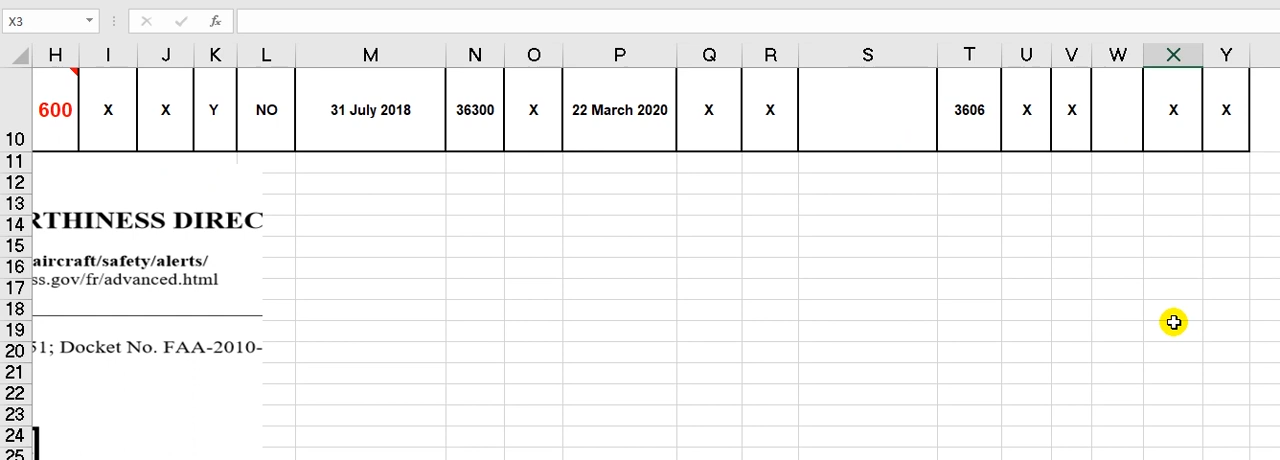 X3 fx
H I J K L M N O P Q R S T U V W X Y
10 600 X X Y NO 31 July 2018 36300 X 22 March 2020 X X 3606 X X X X
11
12
13
14 RTHINESS DIREC
15
16 aircraft/safety/alerts/
17 ss.gov/fr/advanced.html
18
19
20 51; Docket No. FAA-2010-
21
22
23
24
25